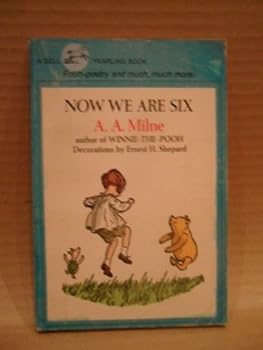 A DELL YEARLING BOOK
Pooh-poetry and much, much more.
NOW WE ARE SIX
A. A. Milne
author of WINNIE-THE-POOH
Decorations by Ernest H. Shepard